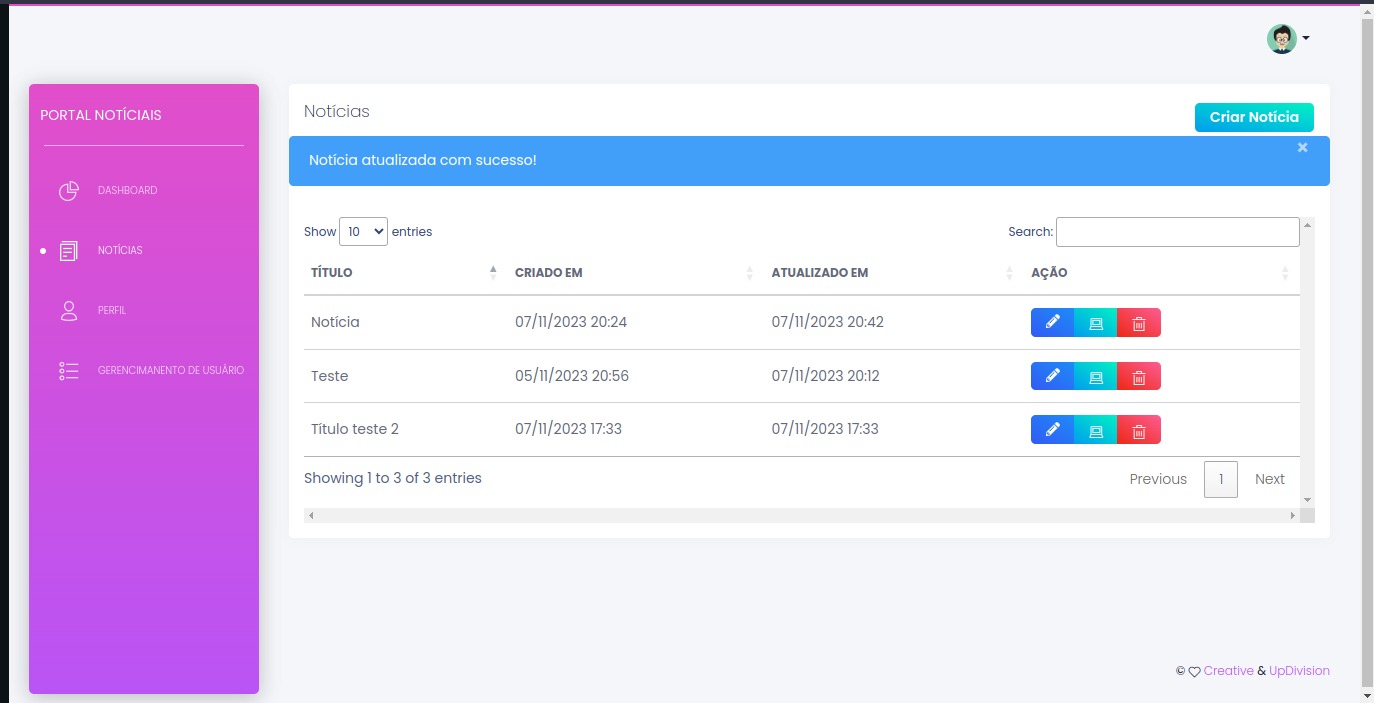 PORTAL NOTÍCIAIS
DASHBOARD
NOTÍCIAS
PERFIL
GERENCIMANENTO DE USUÁRIO
Notícias
Criar Notícia
Notícia atualizada com sucesso!
×
Show 10 entries
Search:
TÍTULO CRIADO EM ATUALIZADO EM AÇÃO
Notícia 07/11/2023 20:24 07/11/2023 20:42
Teste 05/11/2023 20:56 07/11/2023 20:12
Título teste 2 07/11/2023 17:33 07/11/2023 17:33
Showing 1 to 3 of 3 entries
Previous 1 Next
© Creative & UpDivision